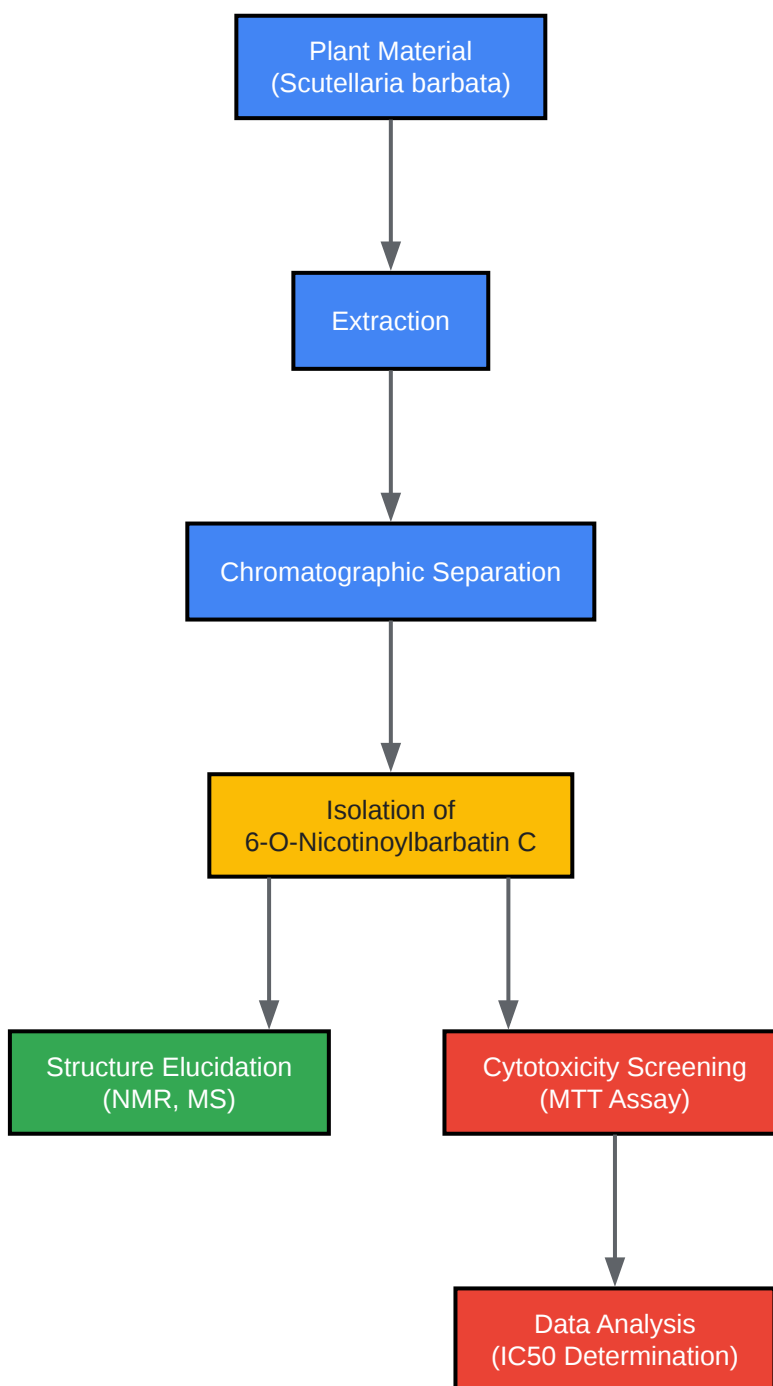 Plant Material
(Scutellaria barbata)
Extraction
Chromatographic Separation
Isolation of
6-O-Nicotinoylbarbatin C
Structure Elucidation
(NMR, MS)
Cytotoxicity Screening
(MTT Assay)
Data Analysis
(IC50 Determination)